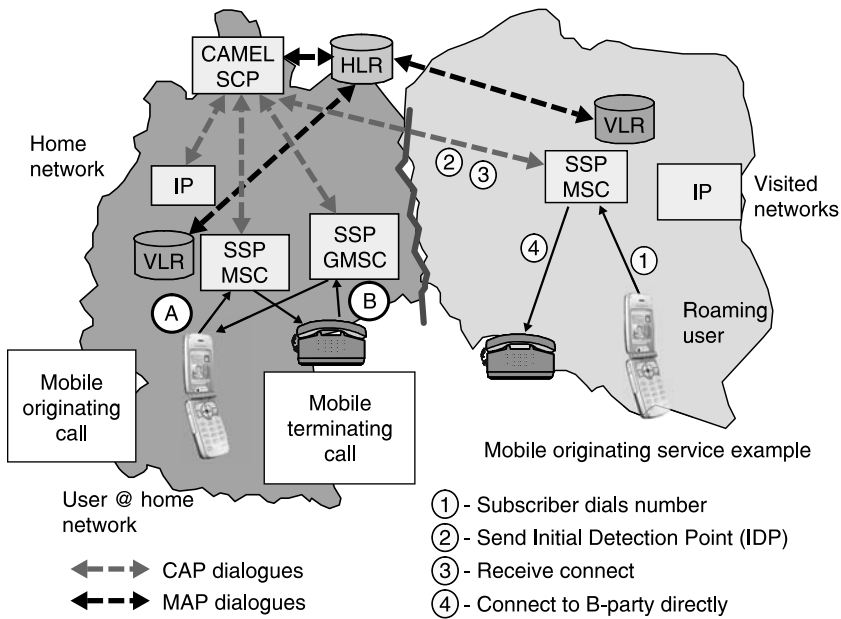 CAMEL
SCP
HLR
VLR
Home
network
2
3
SSP
MSC
IP
Visited
networks
IP
SSP
GMSC
VLR
SSP
MSC
4
1
A
B
Roaming
user
Mobile
originating
call
Mobile
terminating
call
Mobile originating service example
User @ home
network
1 - Subscriber dials number
2 - Send Initial Detection Point (IDP)
3 - Receive connect
4 - Connect to B-party directly
CAP dialogues
MAP dialogues